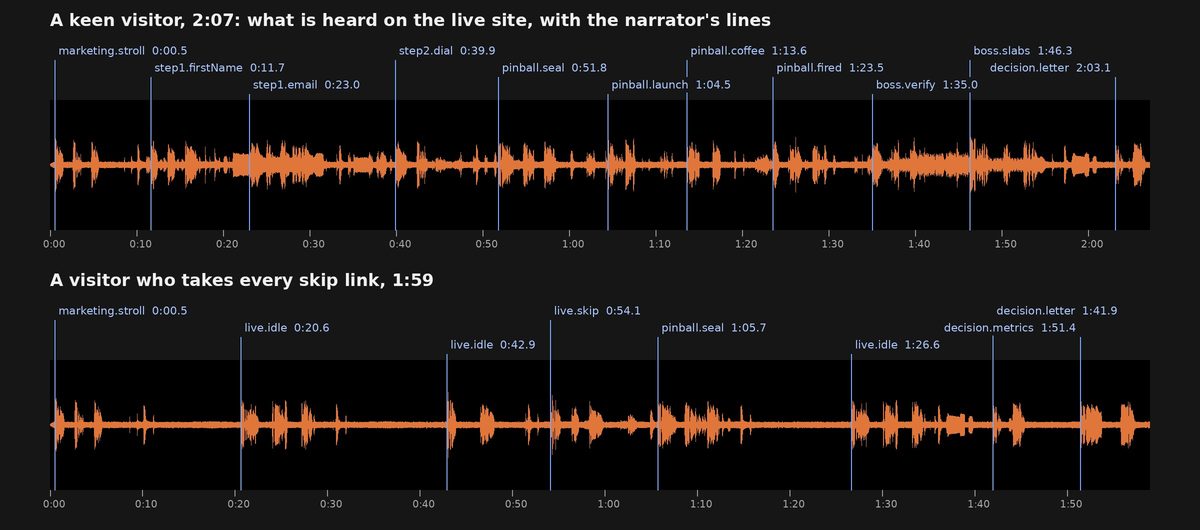 A keen visitor, 2:07: what is heard on the live site, with the narrator's lines
marketing.stroll 0:00.5
step2.dial 0:39.9
pinball.coffee 1:13.6
boss.slabs 1:46.3
step1.firstName 0:11.7
pinball.seal 0:51.8
pinball.fired 1:23.5
decision.letter 2:03.1
step1.email 0:23.0
pinball.launch 1:04.5
boss.verify 1:35.0
0:00 0:10 0:20 0:30 0:40 0:50 1:00 1:10 1:20 1:30 1:40 1:50 2:00
A visitor who takes every skip link, 1:59
marketing.stroll 0:00.5
live.skip 0:54.1
decision.letter 1:41.9
live.idle 0:20.6
pinball.seal 1:05.7
decision.metrics 1:51.4
live.idle 0:42.9
live.idle 1:26.6
0:00 0:10 0:20 0:30 0:40 0:50 1:00 1:10 1:20 1:30 1:40 1:50